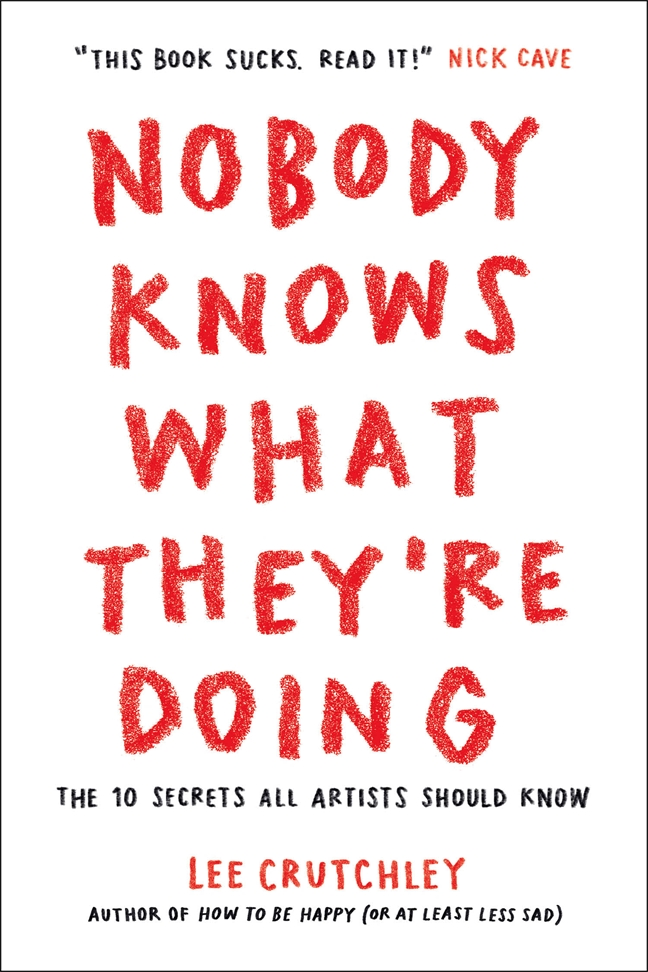 "THIS BOOK SUCKS. READ IT!" NICK CAVE
NOBODY
KNOWS
WHAT
THEY'RE
DOING
THE 10 SECRETS ALL ARTISTS SHOULD KNOW
LEE CRUTCHLEY
AUTHOR OF HOW TO BE HAPPY (OR AT LEAST LESS SAD)